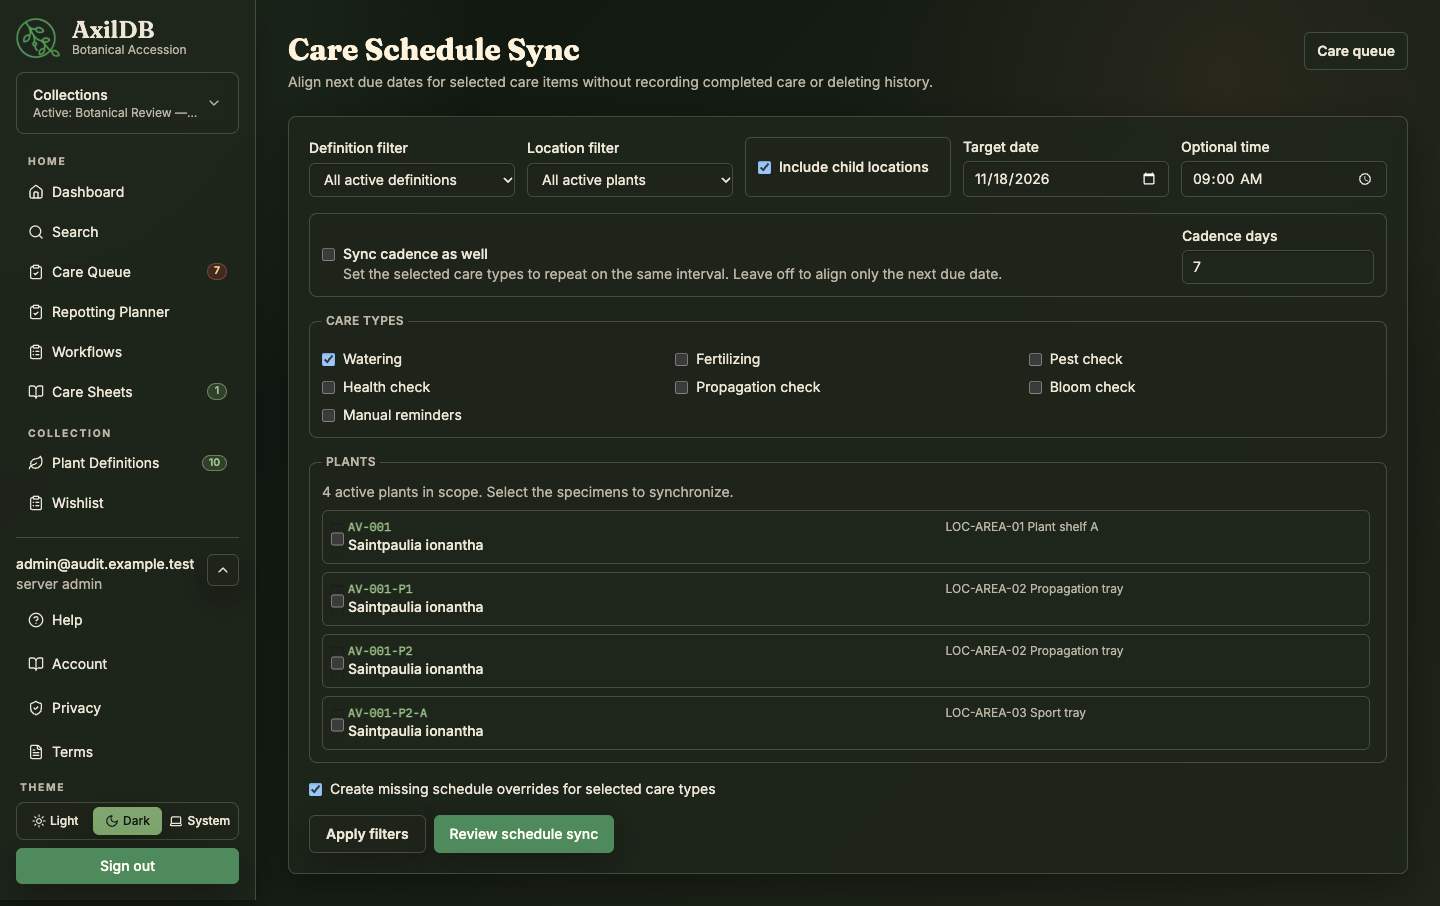 AxilDB
Botanical Accession
Collections
Active: Botanical Review —...
HOME
Dashboard
Search
Care Queue 7
Repotting Planner
Workflows
Care Sheets 1
COLLECTION
Plant Definitions 10
Wishlist
admin@audit.example.test
server admin
Help
Account
Privacy
Terms
THEME
Light Dark System
Sign out
Care Schedule Sync
Align next due dates for selected care items without recording completed care or deleting history.
Care queue
Definition filter
All active definitions
Location filter
All active plants
Include child locations
Target date
11/18/2026
Optional time
09:00 AM
Sync cadence as well
Set the selected care types to repeat on the same interval. Leave off to align only the next due date.
Cadence days
7
CARE TYPES
Watering
Fertilizing
Pest check
Health check
Propagation check
Bloom check
Manual reminders
PLANTS
4 active plants in scope. Select the specimens to synchronize.
AV-001
Saintpaulia ionantha
LOC-AREA-01 Plant shelf A
AV-001-P1
Saintpaulia ionantha
LOC-AREA-02 Propagation tray
AV-001-P2
Saintpaulia ionantha
LOC-AREA-02 Propagation tray
AV-001-P2-A
Saintpaulia ionantha
LOC-AREA-03 Sport tray
Create missing schedule overrides for selected care types
Apply filters
Review schedule sync